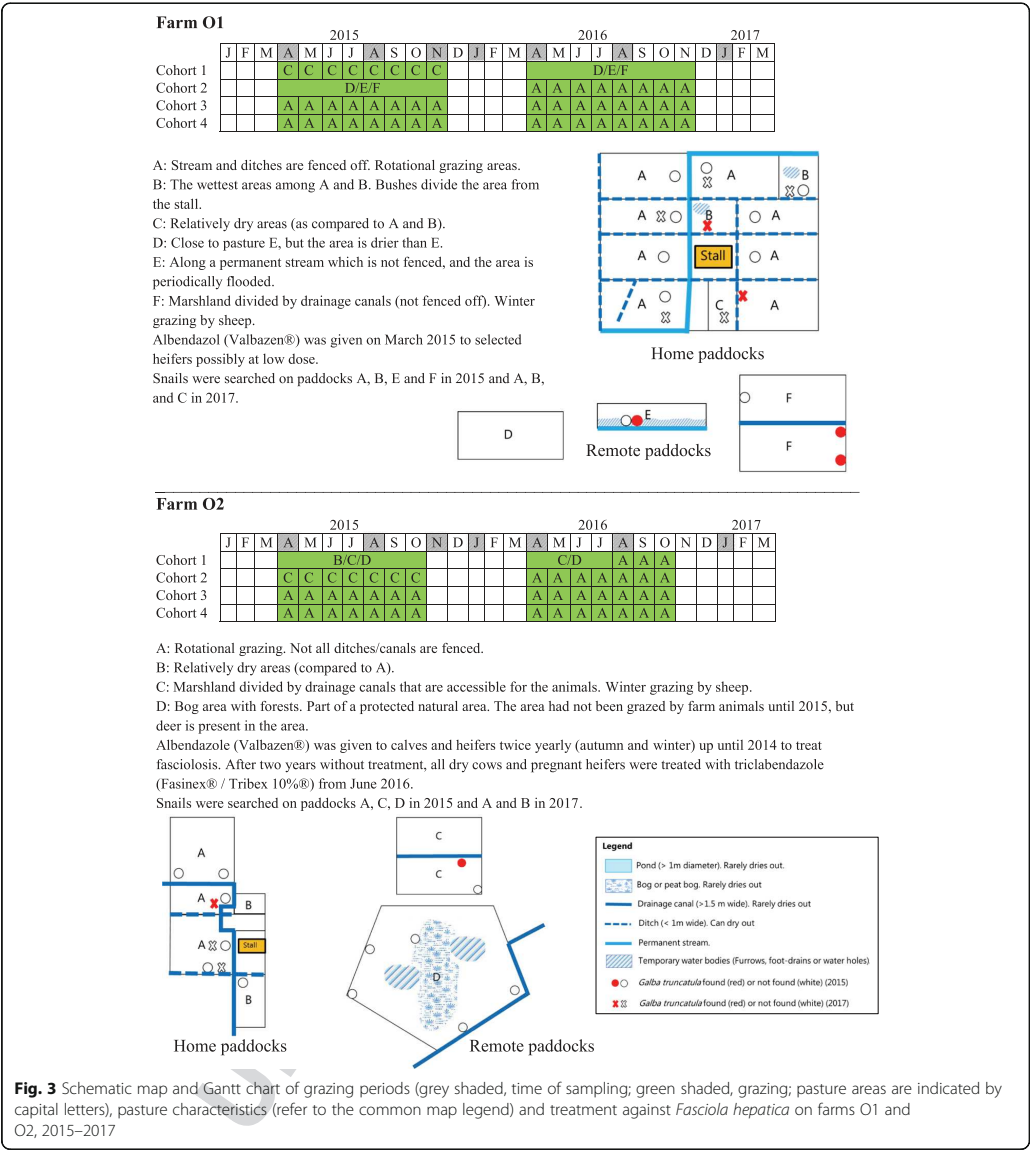 Farm O1
2015 2016 2017
J F M A M J J A S O N D J F M A M J J A S O N D J F M
Cohort 1 C C C C C C C C D/E/F
Cohort 2 D/E/F A A A A A A A A
Cohort 3 A A A A A A A A A A A A A A A A
Cohort 4 A A A A A A A A A A A A A A A A
A: Stream and ditches are fenced off. Rotational grazing areas.
B: The wettest areas among A and B. Bushes divide the area from
the stall.
C: Relatively dry areas (as compared to A and B).
D: Close to pasture E, but the area is drier than E.
E: Along a permanent stream which is not fenced, and the area is
periodically flooded.
F: Marshland divided by drainage canals (not fenced off). Winter
grazing by sheep.
Albendazol (Valbazen®) was given on March 2015 to selected
heifers possibly at low dose.
Snails were searched on paddocks A, B, E and F in 2015 and A, B,
and C in 2017.
A A B
A B A
A Stall A
A C A
Home paddocks
D
E
Remote paddocks
F
F
Farm O2
2015 2016 2017
J F M A M J J A S O N D J F M A M J J A S O N D J F M
Cohort 1 B/C/D C/D A A A
Cohort 2 C C C C C C C A A A A A A A
Cohort 3 A A A A A A A A A A A A A A
Cohort 4 A A A A A A A A A A A A A A
A: Rotational grazing. Not all ditches/canals are fenced.
B: Relatively dry areas (compared to A).
C: Marshland divided by drainage canals that are accessible for the animals. Winter grazing by sheep.
D: Bog area with forests. Part of a protected natural area. The area had not been grazed by farm animals until 2015, but
deer is present in the area.
Albendazole (Valbazen®) was given to calves and heifers twice yearly (autumn and winter) up until 2014 to treat
fasciolosis. After two years without treatment, all dry cows and pregnant heifers were treated with triclabendazole
(Fasinex® / Tribex 10%®) from June 2016.
Snails were searched on paddocks A, C, D in 2015 and A and B in 2017.
A
A B
A Stall
B
Home paddocks
C
C
D
Remote paddocks
Legend
Pond (> 1m diameter). Rarely dries out.
Bog or peat bog. Rarely dries out
Drainage canal (>1.5 m wide). Rarely dries out
Ditch (< 1m wide). Can dry out
Permanent stream.
Temporary water bodies (Furrows, foot-drains or water holes)
Galba truncatula found (red) or not found (white) (2015)
Galba truncatula found (red) or not found (white) (2017)
Fig. 3 Schematic map and Gantt chart of grazing periods (grey shaded, time of sampling; green shaded, grazing; pasture areas are indicated by
capital letters), pasture characteristics (refer to the common map legend) and treatment against Fasciola hepatica on farms O1 and
O2, 2015–2017